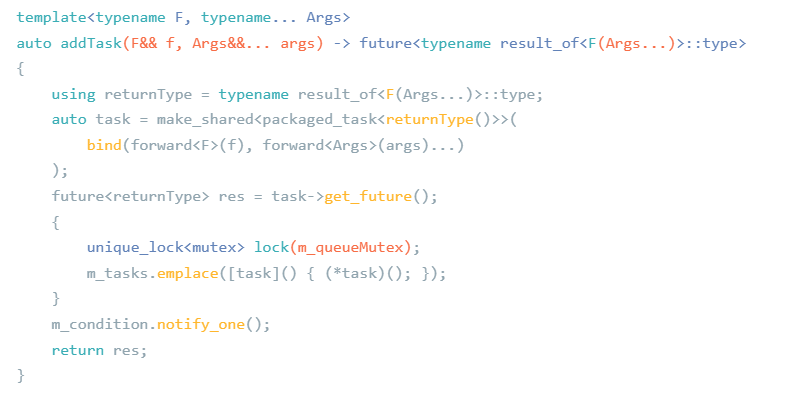 template<typename F, typename... Args>
auto addTask(F&& f, Args&&... args) -> future<typename result_of<F(Args...)>::type>
{
    using returnType = typename result_of<F(Args...)>::type;
    auto task = make_shared<packaged_task<returnType()>>(
        bind(forward<F>(f), forward<Args>(args)...)
    );
    future<returnType> res = task->get_future();
    {
        unique_lock<mutex> lock(m_queueMutex);
        m_tasks.emplace([task]() { (*task)(); });
    }
    m_condition.notify_one();
    return res;
}